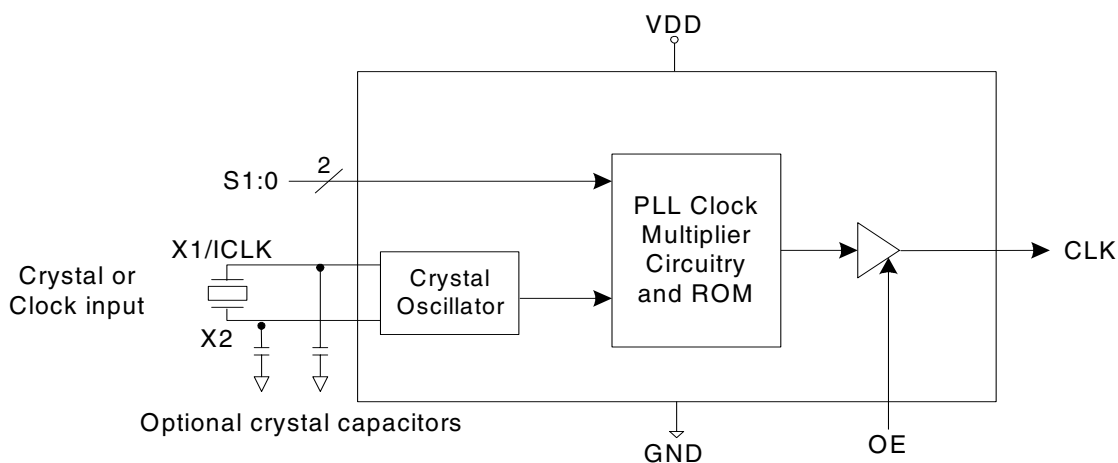 VDD
2
S1:0
PLL Clock
Multiplier
Circuitry
and ROM
X1/ICLK
CLK
Crystal or
Clock input
Crystal
Oscillator
X2
Optional crystal capacitors
GND
OE